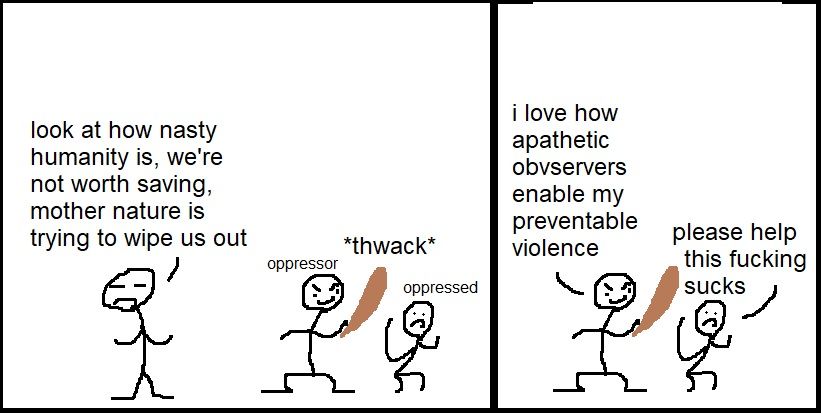 look at how nasty
humanity is, we're
not worth saving,
mother nature is
trying to wipe us out
*thwack*
oppressor
oppressed
i love how
apathetic
obvservers
enable my
preventable
violence
please help
this fucking
sucks